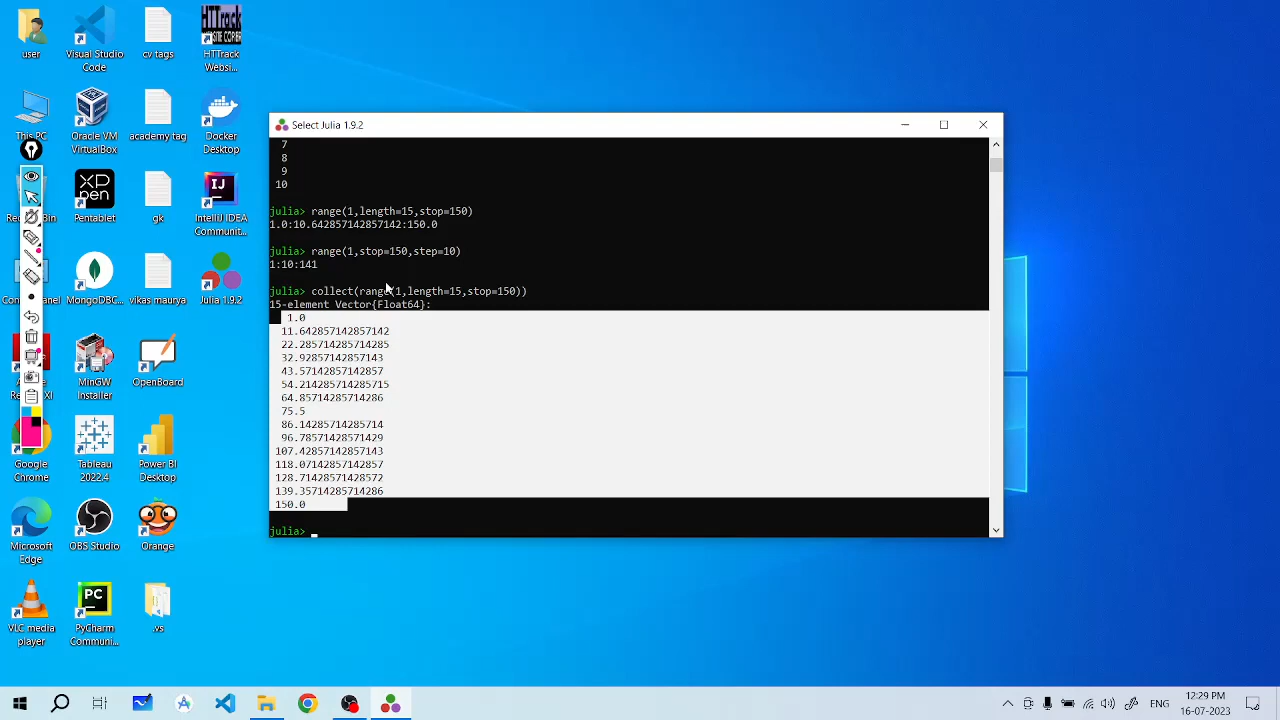 user
Visual Studio
Code
cv tags
HTTrack
WEBSITE COPIER
HTTrack
Websi...
This PC
Oracle VM
VirtualBox
academy tag
Docker
Desktop
XP
PEN
Pentablet
gk
IJ
IntelliJ IDEA
Communit...
MongoDBC...
vikas maurya
Julia 1.9.2
MinGW
Installer
OpenBoard
Google
Chrome
Tableau
2022.4
Power BI
Desktop
Microsoft
Edge
OBS Studio
Orange
VLC media
player
PC
PyCharm
Communi...
.vs
Select Julia 1.9.2
7
8
9
10
julia> range(1,length=15,stop=150)
1.0:10.642857142857142:150.0
julia> range(1,stop=150,step=10)
1:10:141
julia> collect(range(1,length=15,stop=150))
15-element Vector{Float64}:
1.0
11.642857142857142
22.285714285714285
32.92857142857143
43.57142857142857
54.214285714285715
64.85714285714286
75.5
86.14285714285714
96.78571428571429
107.42857142857143
118.07142857142857
128.71428571428572
139.35714285714286
150.0
julia>
ENG
12:29 PM
16-07-2023